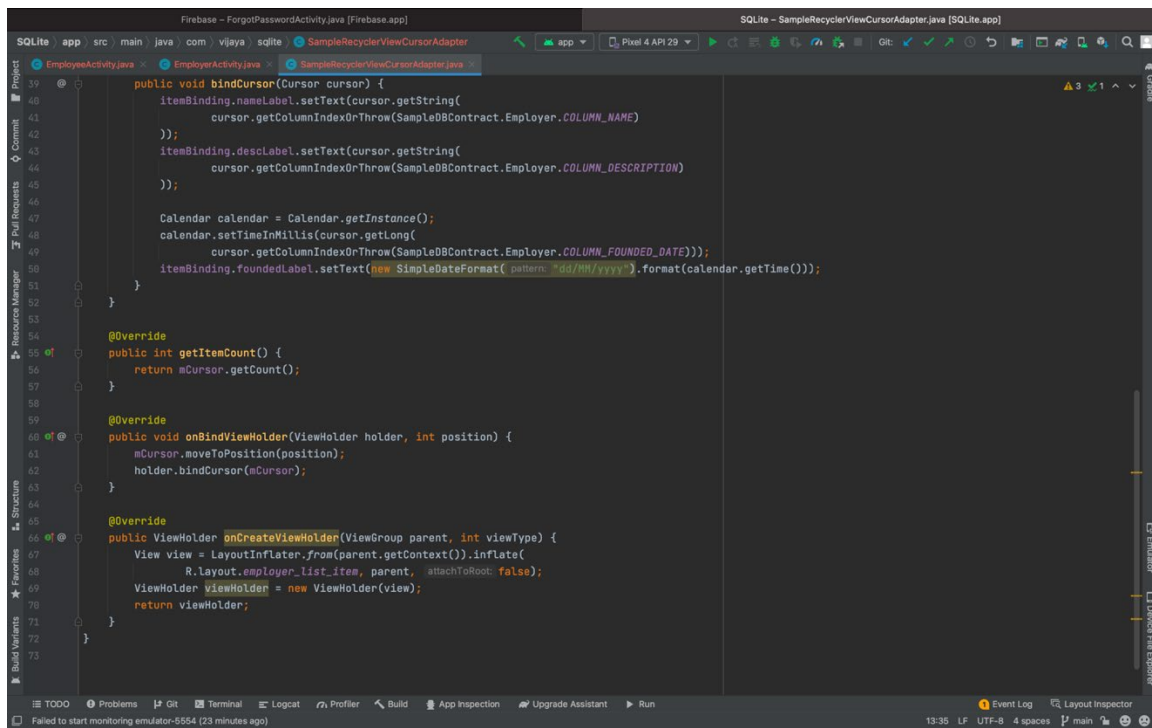 Firebase – ForgotPasswordActivity.java [Firebase.app]
SQLite – SampleRecyclerViewCursorAdapter.java [SQLite.app]
SQLite app src main java com vijaya sqlite SampleRecyclerViewCursorAdapter app Pixel 4 API 29 Git:
EmployeeActivity.java EmployerActivity.java SampleRecyclerViewCursorAdapter.java
Project
Commit
Pull Requests
Resource Manager
Structure
Favorites
Build Variants
3 1
39 @ public void bindCursor(Cursor cursor) {
40 itemBinding.nameLabel.setText(cursor.getString(
41 cursor.getColumnIndexOrThrow(SampleDBContract.Employer.COLUMN_NAME)
42 ));
43 itemBinding.descLabel.setText(cursor.getString(
44 cursor.getColumnIndexOrThrow(SampleDBContract.Employer.COLUMN_DESCRIPTION)
45 ));
46
47 Calendar calendar = Calendar.getInstance();
48 calendar.setTimeInMillis(cursor.getLong(
49 cursor.getColumnIndexOrThrow(SampleDBContract.Employer.COLUMN_FOUNDED_DATE)));
50 itemBinding.foundedLabel.setText(new SimpleDateFormat( pattern: "dd/MM/yyyy").format(calendar.getTime()));
51 }
52 }
53
54 @Override
55 public int getItemCount() {
56 return mCursor.getCount();
57 }
58
59 @Override
60 @ public void onBindViewHolder(ViewHolder holder, int position) {
61 mCursor.moveToPosition(position);
62 holder.bindCursor(mCursor);
63 }
64
65 @Override
66 @ public ViewHolder onCreateViewHolder(ViewGroup parent, int viewType) {
67 View view = LayoutInflater.from(parent.getContext()).inflate(
68 R.layout.employer_list_item, parent, attachToRoot: false);
69 ViewHolder viewHolder = new ViewHolder(view);
70 return viewHolder;
71 }
72 }
73
Gradle
Emulator
Device File Explorer
TODO Problems Git Terminal Logcat Profiler Build App Inspection Upgrade Assistant Run 1 Event Log Layout Inspector
Failed to start monitoring emulator-5554 (23 minutes ago) 13:35 LF UTF-8 4 spaces main